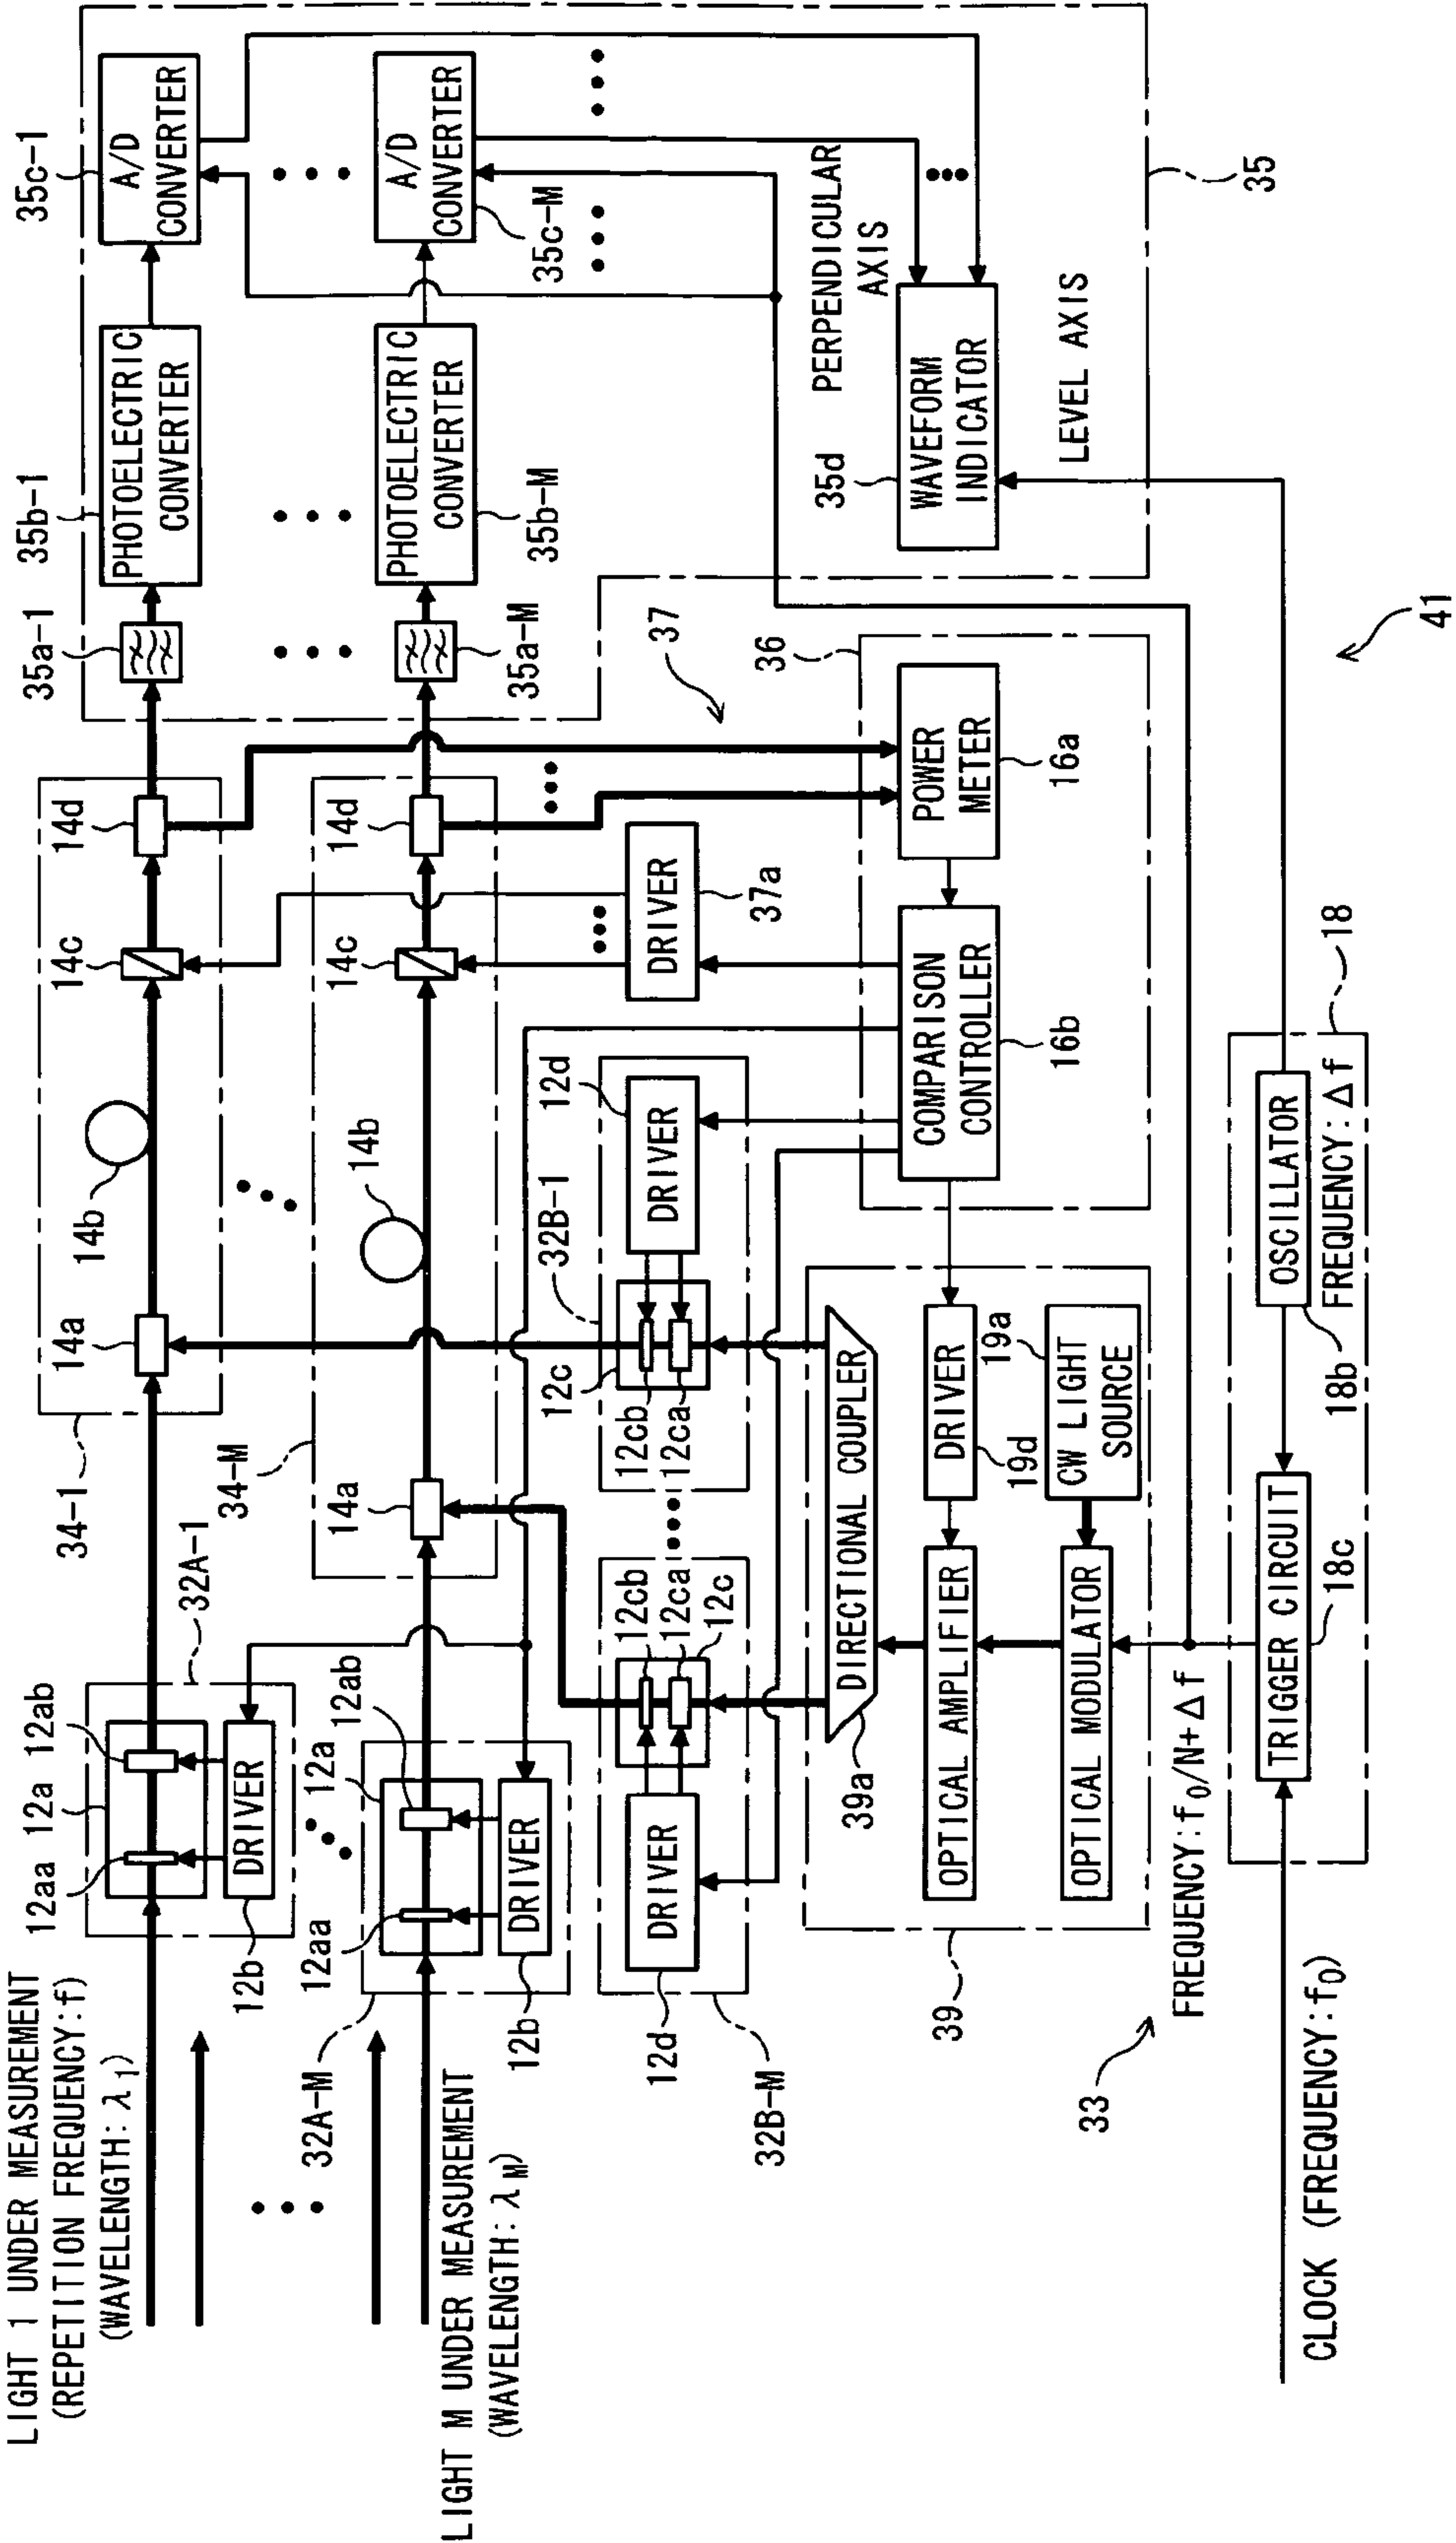 LIGHT 1 UNDER MEASUREMENT
(REPETITION FREQUENCY:f)
(WAVELENGTH: λ1)
12aa
12a
12ab
32A-1
DRIVER
12b
34-1
14a
14b
14c
14d
35a-1
35b-1
PHOTOELECTRIC
CONVERTER
35c-1
A/D
CONVERTER
LIGHT M UNDER MEASUREMENT
(WAVELENGTH: λM)
32A-M
12aa
12a
12ab
DRIVER
12b
34-M
14a
14b
14c
14d
35a-M
PHOTOELECTRIC
CONVERTER
35b-M
A/D
CONVERTER
35c-M
32B-M
12d
DRIVER
12cb
12ca
12c
32B-1
12c
12cb
12ca
DRIVER
12d
DRIVER
37a
37
PERPENDICULAR
AXIS
35d
WAVEFORM
INDICATOR
LEVEL AXIS
35
36
POWER
METER
16a
COMPARISON
CONTROLLER
16b
39a
DIRECTIONAL COUPLER
OPTICAL AMPLIFIER
DRIVER
19d
19a
CW LIGHT
SOURCE
OPTICAL MODULATOR
39
33
FREQUENCY:f0/N+Δf
CLOCK (FREQUENCY:f0)
TRIGGER CIRCUIT
18c
OSCILLATOR
18b
FREQUENCY:Δf
18
41